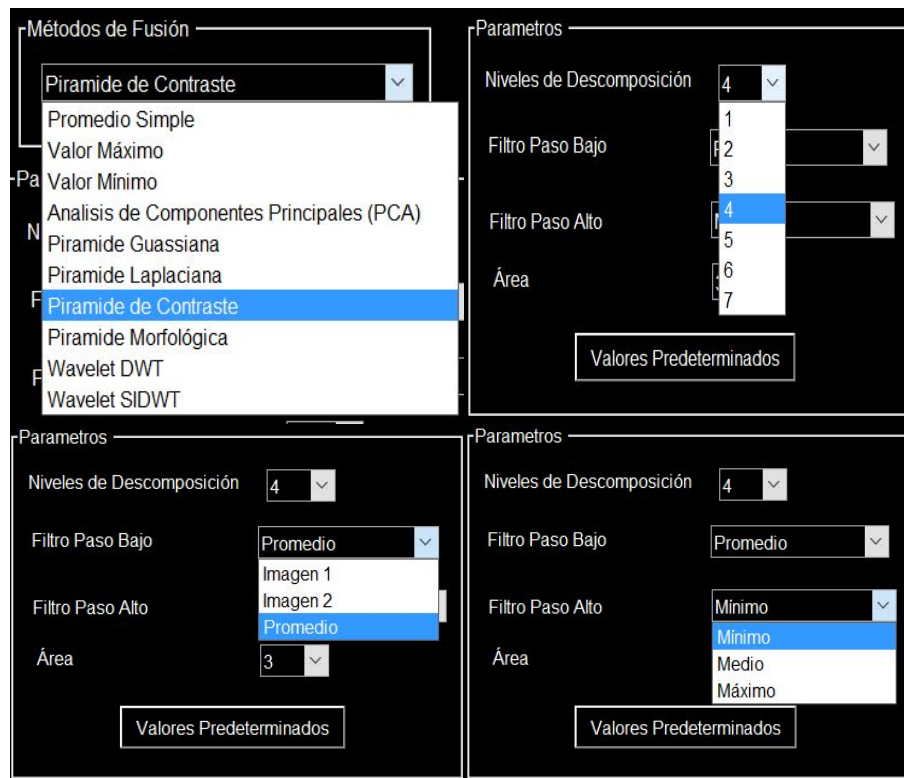 Métodos de Fusión
Piramide de Contraste
Promedio Simple
Valor Máximo
Valor Mínimo
Analisis de Componentes Principales (PCA)
Piramide Guassiana
Piramide Laplaciana
Piramide de Contraste
Piramide Morfológica
Wavelet DWT
Wavelet SIDWT
Parametros
Niveles de Descomposición 4
1
2
3
4
5
6
7
Filtro Paso Bajo
Filtro Paso Alto
Área
Valores Predeterminados
Parametros
Niveles de Descomposición 4
Filtro Paso Bajo Promedio
Imagen 1
Imagen 2
Promedio
Filtro Paso Alto
Área 3
Valores Predeterminados
Parametros
Niveles de Descomposición 4
Filtro Paso Bajo Promedio
Filtro Paso Alto Mínimo
Mínimo
Medio
Máximo
Área
Valores Predeterminados